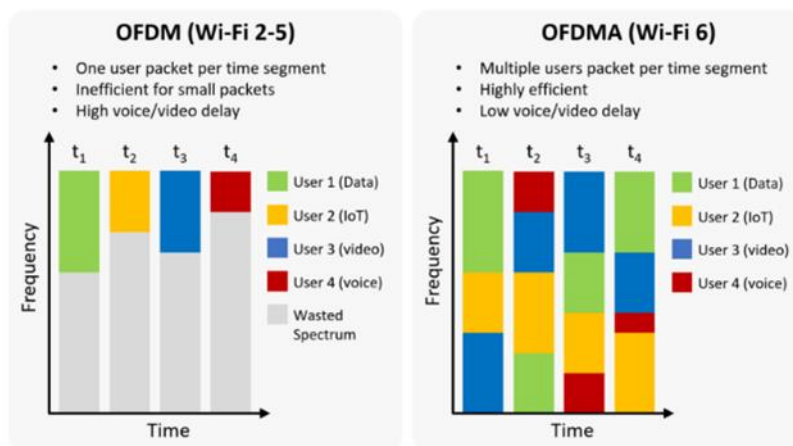 OFDM (Wi-Fi 2-5)
• One user packet per time segment
• Inefficient for small packets
• High voice/video delay
t₁ t₂ t₃ t₄
User 1 (Data)
User 2 (IoT)
User 3 (video)
User 4 (voice)
Wasted
Spectrum
Frequency
Time
OFDMA (Wi-Fi 6)
• Multiple users packet per time segment
• Highly efficient
• Low voice/video delay
t₁ t₂ t₃ t₄
User 1 (Data)
User 2 (IoT)
User 3 (video)
User 4 (voice)
Frequency
Time